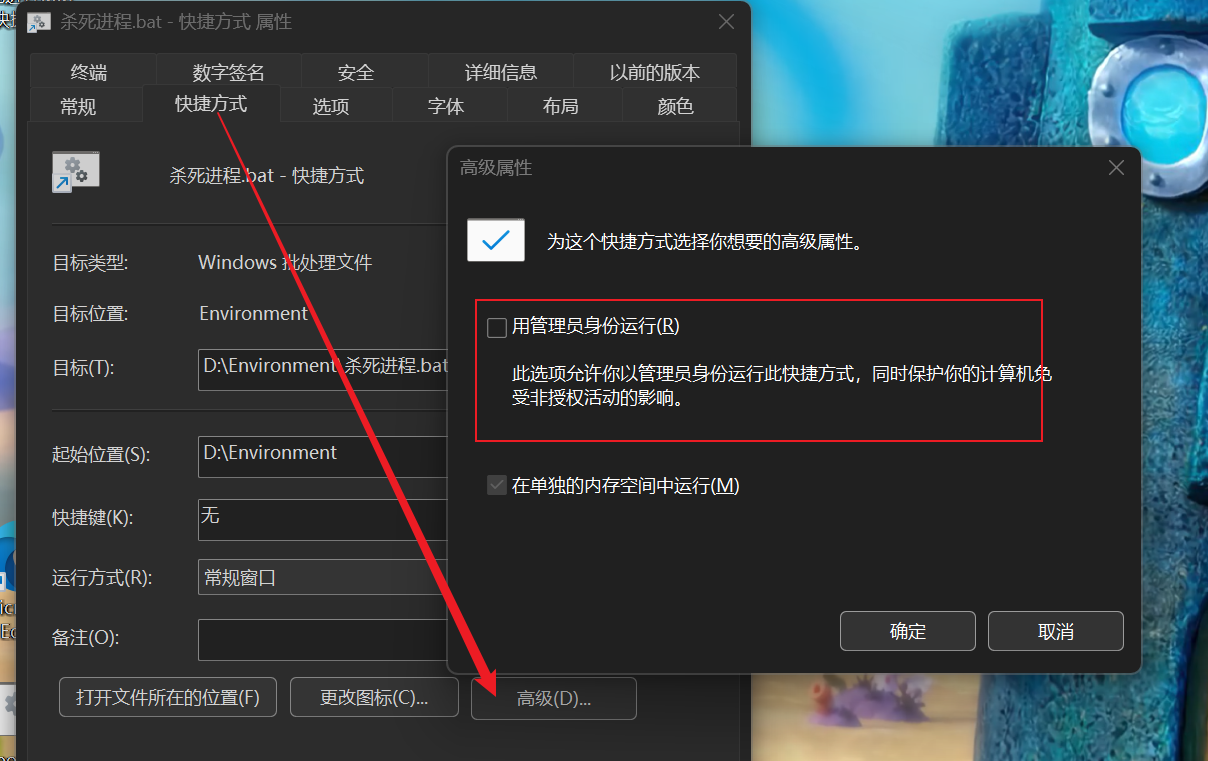 杀死进程.bat - 快捷方式 属性
终端
数字签名
安全
详细信息
以前的版本
常规
快捷方式
选项
字体
布局
颜色
杀死进程.bat - 快捷方式
目标类型:
Windows 批处理文件
目标位置:
Environment
目标(T):
D:\Environment\杀死进程.bat
起始位置(S):
D:\Environment
快捷键(K):
无
运行方式(R):
常规窗口
备注(O):
打开文件所在的位置(F)
更改图标(C)...
高级(D)...
高级属性
为这个快捷方式选择你想要的高级属性。
用管理员身份运行(R)
此选项允许你以管理员身份运行此快捷方式，同时保护你的计算机免
受非授权活动的影响。
在单独的内存空间中运行(M)
确定
取消